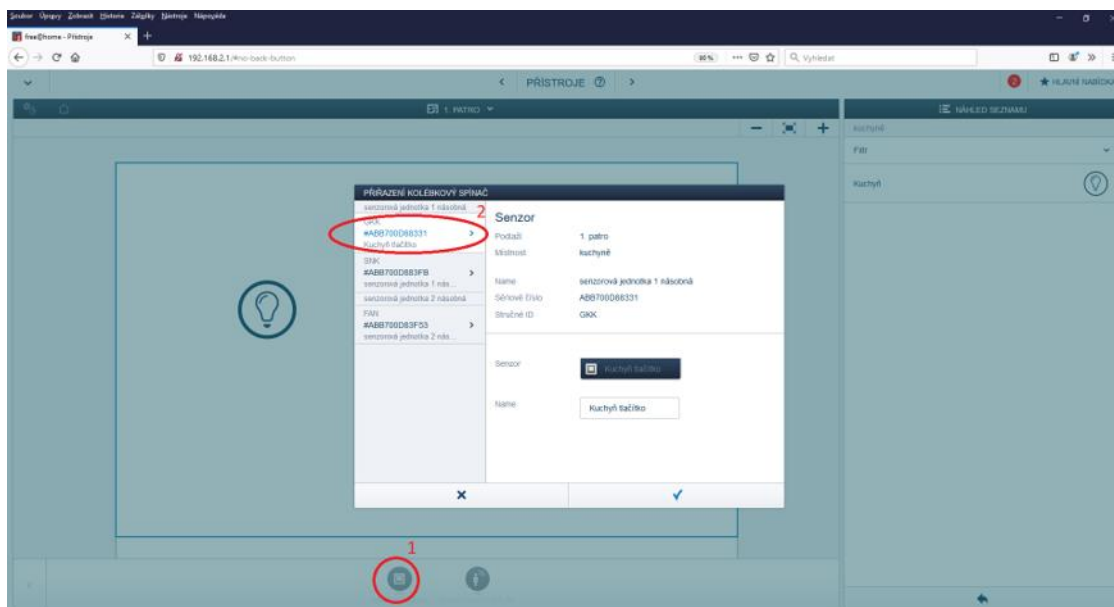 Soubor Úpravy Zobrazit Historie Záložky Nástroje Nápověda
free@home - Přístroje
192.168.2.1/#no-back-button
80 %
Vyhledat
PŘÍSTROJE
2
HLAVNÍ NABÍDKA
1. PATRO
NÁHLED SEZNAMU
kuchyně
Filtr
Kuchyň
PŘIŘAZENÍ KOLÉBKOVÝ SPÍNAČ
senzorová jednotka 1 násobná
2
GKK
#ABB700D88331
Kuchyň tlačítko
BNK
#ABB700D883FB
senzorová jednotka 1 nás...
senzorová jednotka 2 násobná
FAN
#ABB700D83F53
senzorová jednotka 2 nás...
Senzor
Podlaží 1. patro
Místnost kuchyně
Name senzorová jednotka 1 násobná
Sériové číslo ABB700D88331
Stručné ID GKK
Senzor Kuchyň tlačítko
Name Kuchyň tlačítko
1